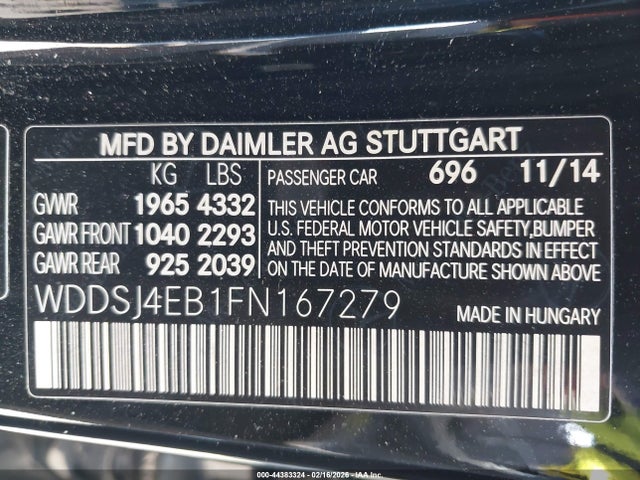 MFD BY DAIMLER AG STUTTGART
KG LBS
GVWR 1965 4332
GAWR FRONT 1040 2293
GAWR REAR 925 2039
PASSENGER CAR 696 11/14
THIS VEHICLE CONFORMS TO ALL APPLICABLE
U.S. FEDERAL MOTOR VEHICLE SAFETY,BUMPER
AND THEFT PREVENTION STANDARDS IN EFFECT
ON THE DATE OF MANUFACTURE SHOWN ABOVE
WDDSJ4EB1FN167279
MADE IN HUNGARY
000-44383324 - 02/16/2026 - IAA, Inc.